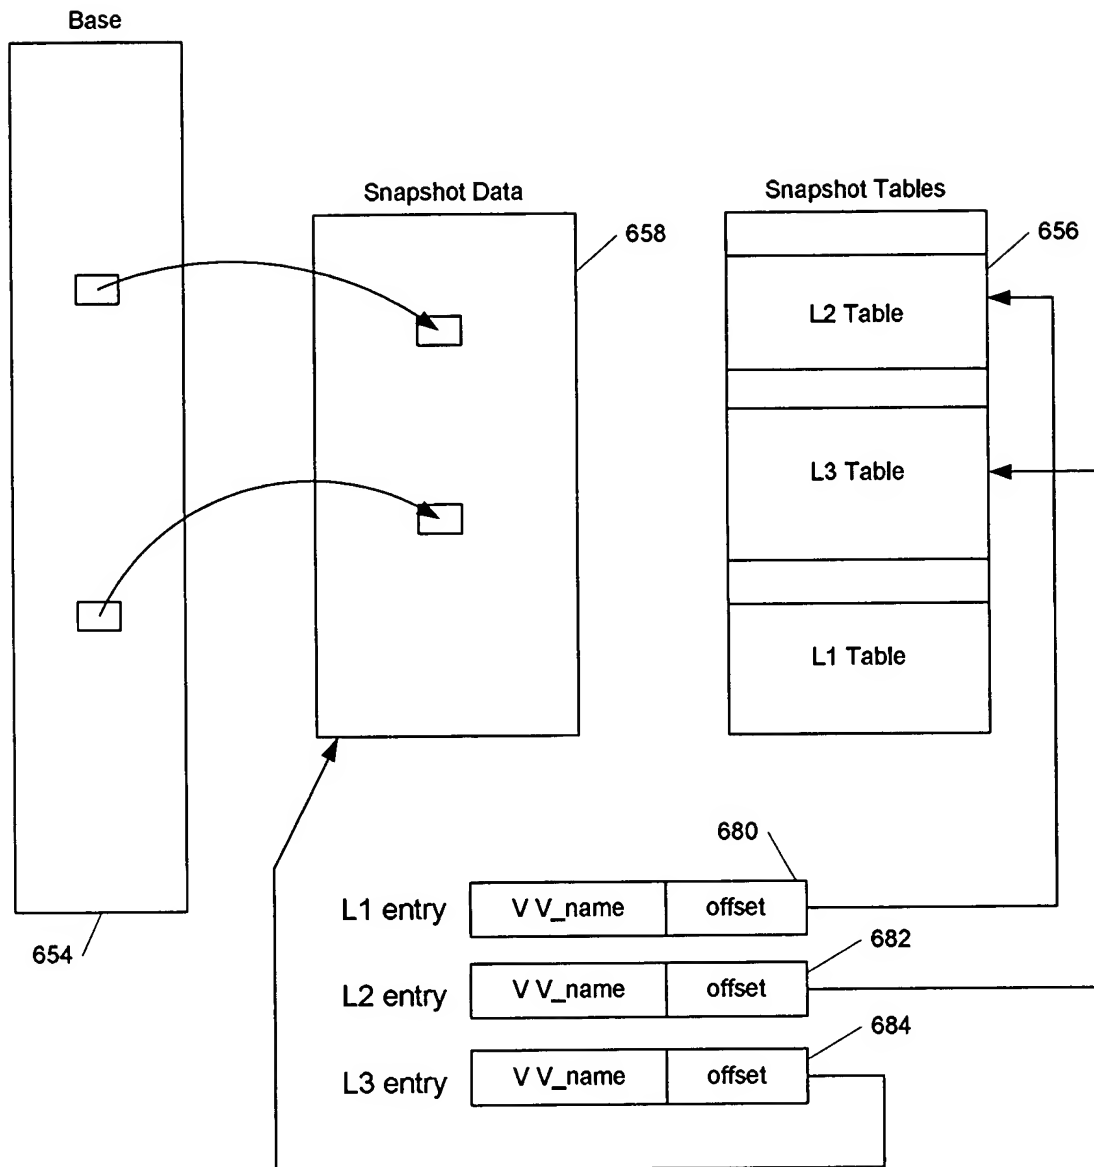 Base
Snapshot Data
Snapshot Tables
658
656
L2 Table
L3 Table
L1 Table
680
L1 entry V V_name offset
654
682
L2 entry V V_name offset
684
L3 entry V V_name offset